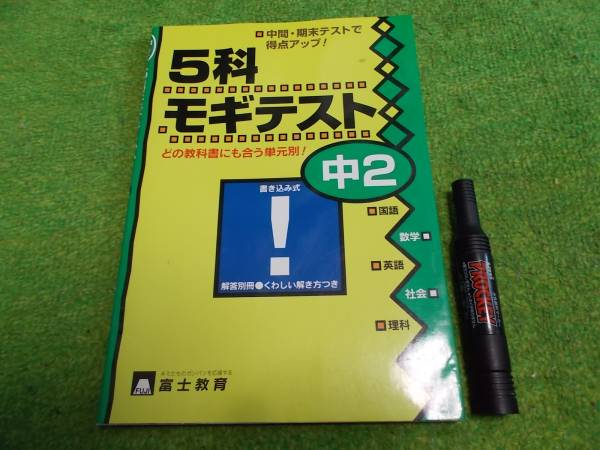 中間・期末テストで
得点アップ！
5科
モギテスト
どの教科書にも合う単元別！
中2
書き込み式
！
解答別冊●くわしい解き方つき
国語
数学
英語
社会
理科
FUJI
富士教育
PROCKEY